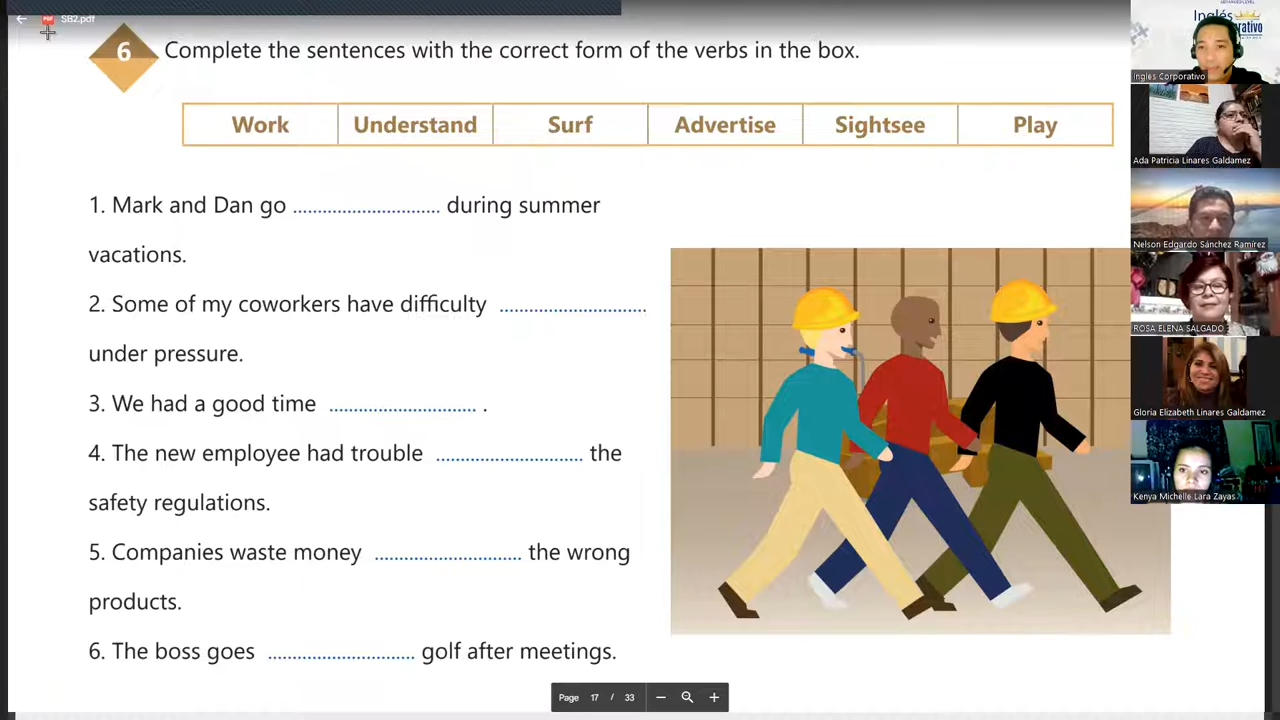 SB2.pdf
6 Complete the sentences with the correct form of the verbs in the box.
Work Understand Surf Advertise Sightsee Play
1. Mark and Dan go .............................. during summer
vacations.
2. Some of my coworkers have difficulty ..............................
under pressure.
3. We had a good time .............................. .
4. The new employee had trouble .............................. the
safety regulations.
5. Companies waste money .............................. the wrong
products.
6. The boss goes .............................. golf after meetings.
Page 17 / 33
Inglés
Ingles Corporativo
Ada Patricia Linares Galdamez
Nelson Edgardo Sánchez Ramírez
ROSA ELENA SALGADO
Gloria Elizabeth Linares Galdamez
Kenya Michelle Lara Zayas